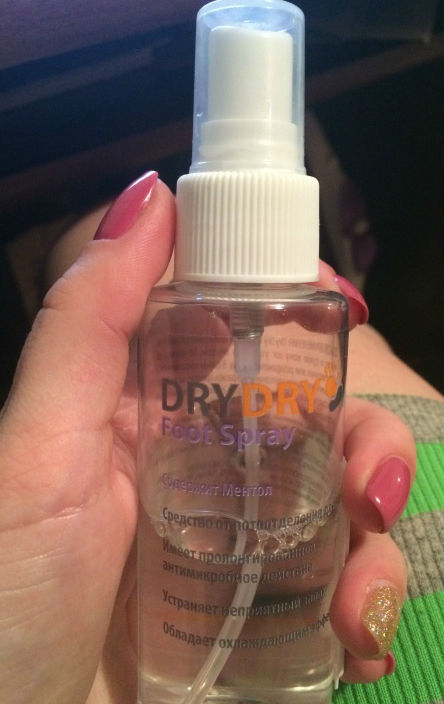 DRYDRY
Foot Spray
Содержит Ментол
Средство от потоотделения
Имеет пролонгированное
антимикробное действие
Устраняет неприятный
Обладает охлаждающим